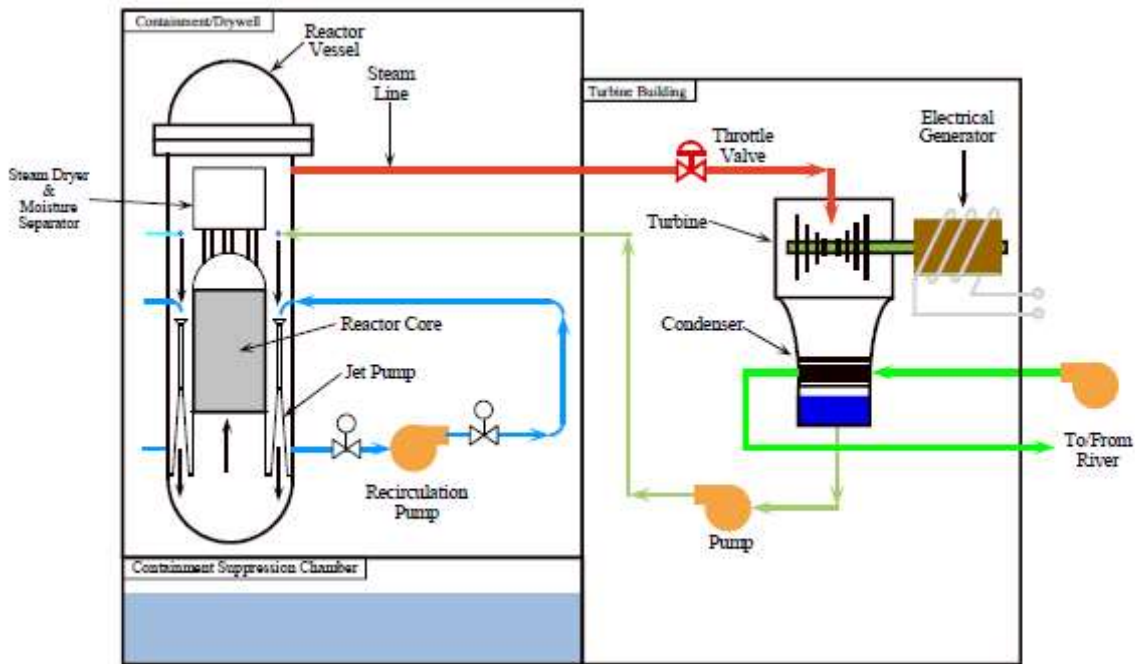 Containment/Drywell
Reactor
Vessel
Steam
Line
Turbine Building
Electrical
Generator
Throttle
Valve
Steam Dryer
&
Moisture
Separator
Turbine
Reactor Core
Condenser
Jet Pump
To/From
River
Recirculation
Pump
Pump
Containment Suppression Chamber